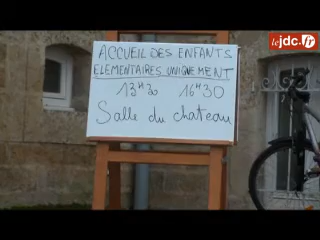 lejdc.fr
ACCUEIL DES ENFANTS
ELEMENTAIRES UNIQUEMENT
13H30 16H30
Salle du chateau